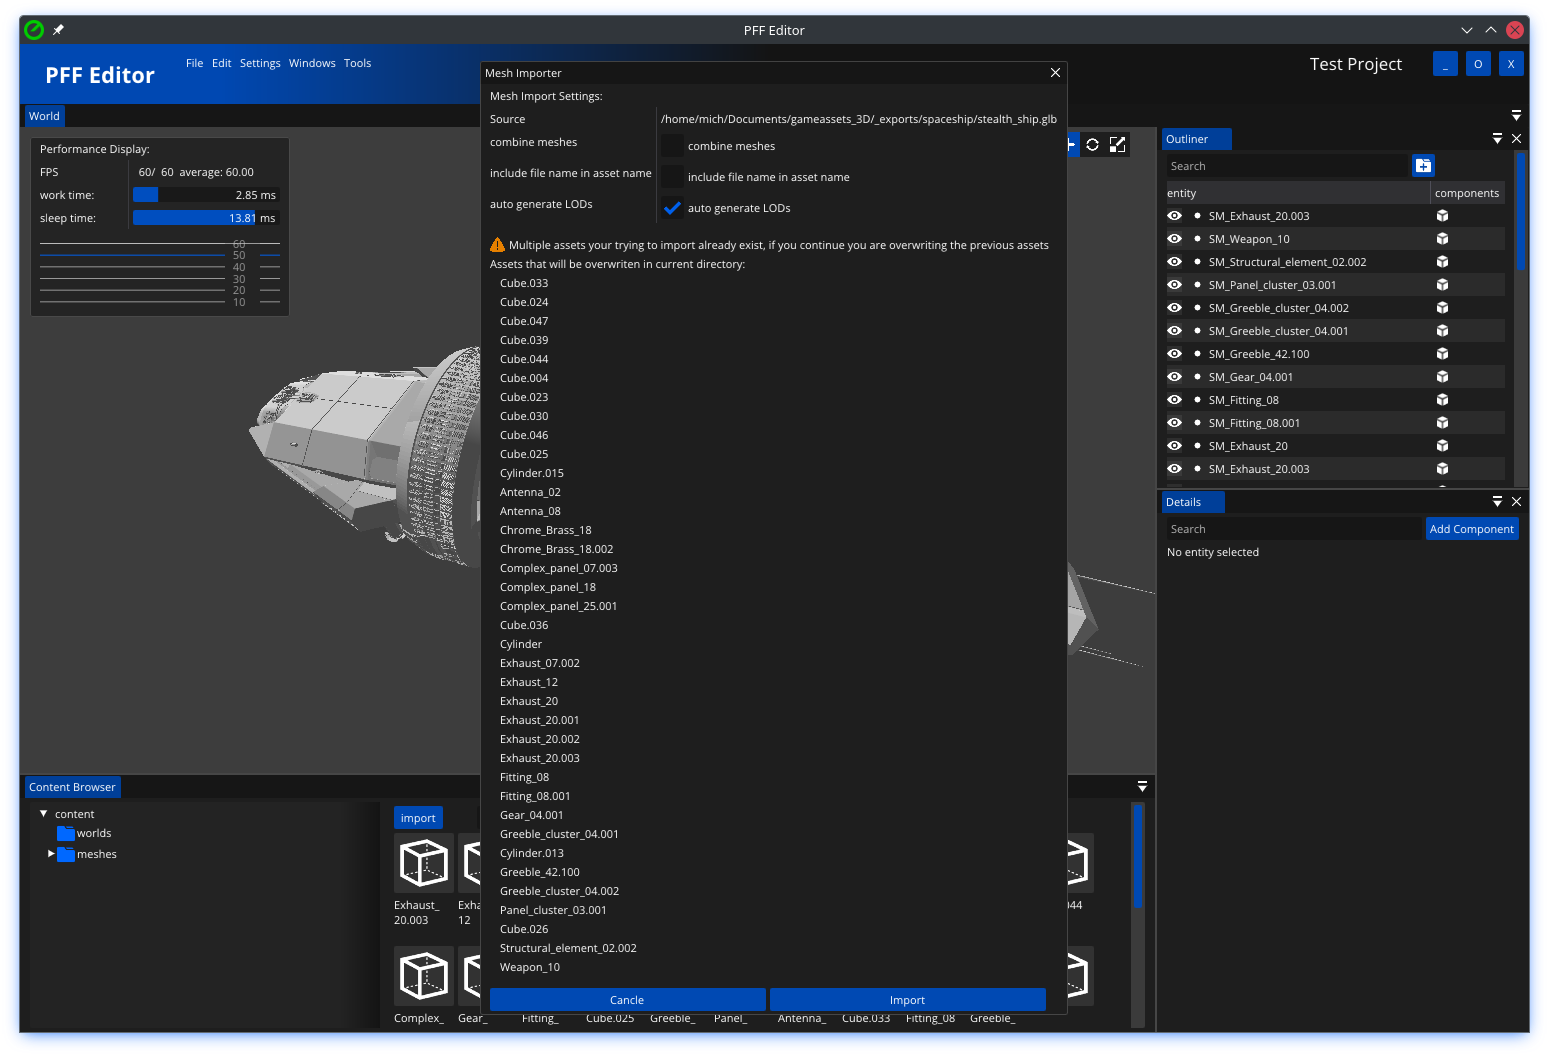 PFF Editor
PFF Editor
File Edit Settings Windows Tools
Test Project
_ O X
World
Performance Display:
FPS 60/ 60 average: 60.00
work time: 2.85 ms
sleep time: 13.81 ms
60
50
40
30
20
10
Mesh Importer
Mesh Import Settings:
Source /home/mich/Documents/gameassets_3D/_exports/spaceship/stealth_ship.glb
combine meshes combine meshes
include file name in asset name include file name in asset name
auto generate LODs auto generate LODs
Multiple assets your trying to import already exist, if you continue you are overwriting the previous assets
Assets that will be overwriten in current directory:
Cube.033
Cube.024
Cube.047
Cube.039
Cube.044
Cube.004
Cube.023
Cube.030
Cube.046
Cube.025
Cylinder.015
Antenna_02
Antenna_08
Chrome_Brass_18
Chrome_Brass_18.002
Complex_panel_07.003
Complex_panel_18
Complex_panel_25.001
Cube.036
Cylinder
Exhaust_07.002
Exhaust_12
Exhaust_20
Exhaust_20.001
Exhaust_20.002
Exhaust_20.003
Fitting_08
Fitting_08.001
Gear_04.001
Greeble_cluster_04.001
Cylinder.013
Greeble_42.100
Greeble_cluster_04.002
Panel_cluster_03.001
Cube.026
Structural_element_02.002
Weapon_10
Cancle Import
Outliner
Search
entity components
SM_Exhaust_20.003
SM_Weapon_10
SM_Structural_element_02.002
SM_Panel_cluster_03.001
SM_Greeble_cluster_04.002
SM_Greeble_cluster_04.001
SM_Greeble_42.100
SM_Gear_04.001
SM_Fitting_08
SM_Fitting_08.001
SM_Exhaust_20
SM_Exhaust_20.003
Details
Search Add Component
No entity selected
Content Browser
content
worlds
meshes
import
Exhaust_ Exha
20.003 12
044
Complex_ Gear_ Fitting_ Cube.025 Greeble_ Panel_ Antenna_ Cube.033 Fitting_08 Greeble_